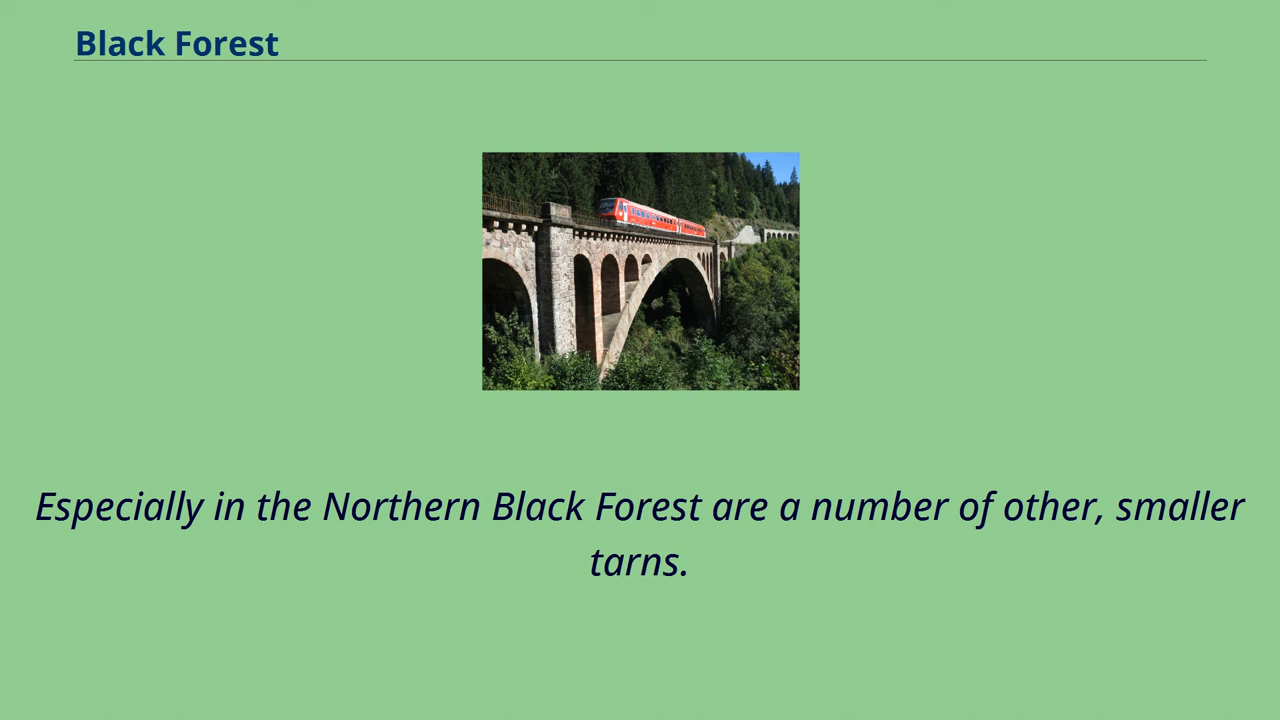 Black Forest
Especially in the Northern Black Forest are a number of other, smaller
tarns.